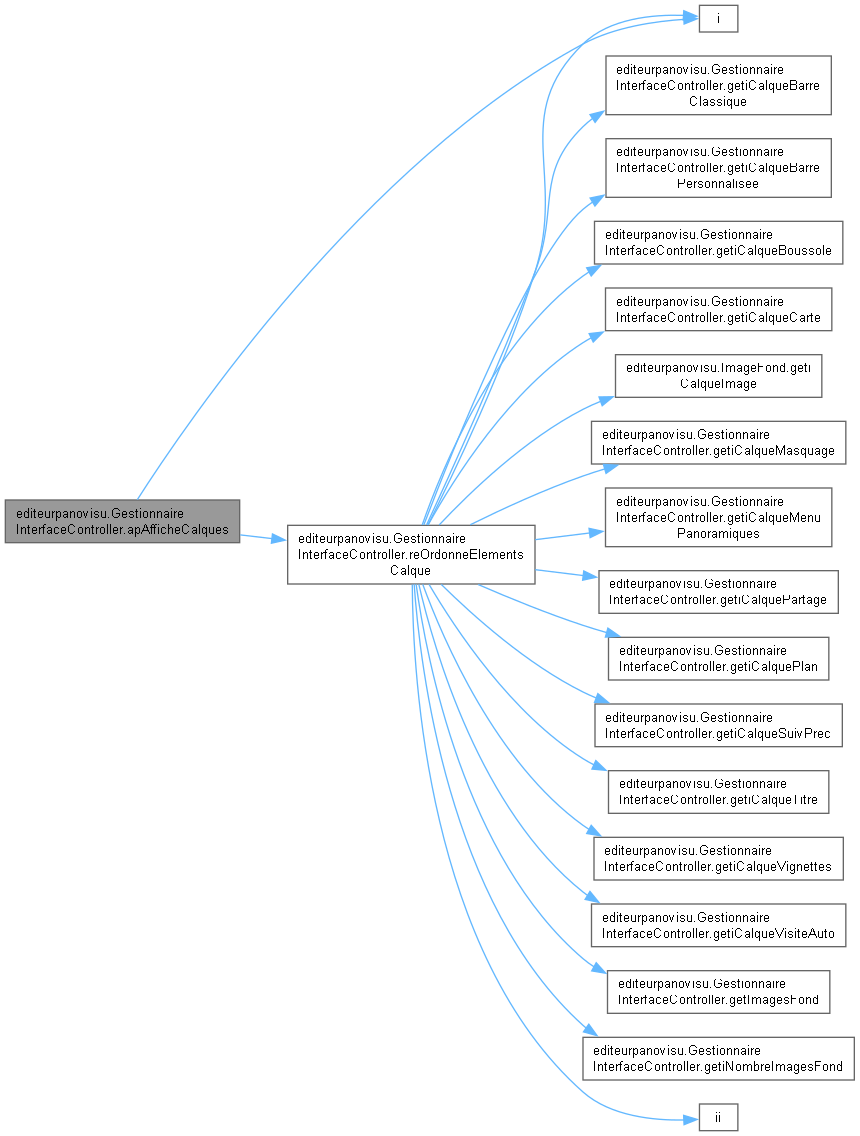 i
editeurpanovisu.Gestionnaire
InterfaceController.getiCalqueBarre
Classique
editeurpanovisu.Gestionnaire
InterfaceController.getiCalqueBarre
Personnalisee
editeurpanovisu.Gestionnaire
InterfaceController.getiCalqueBoussole
editeurpanovisu.Gestionnaire
InterfaceController.getiCalqueCarte
editeurpanovisu.ImageFond.geti
CalqueImage
editeurpanovisu.Gestionnaire
InterfaceController.getiCalqueMasquage
editeurpanovisu.Gestionnaire
InterfaceController.getiCalqueMenu
Panoramiques
editeurpanovisu.Gestionnaire
InterfaceController.apAfficheCalques
editeurpanovisu.Gestionnaire
InterfaceController.reOrdonneElements
Calque
editeurpanovisu.Gestionnaire
InterfaceController.getiCalquePartage
editeurpanovisu.Gestionnaire
InterfaceController.getiCalquePlan
editeurpanovisu.Gestionnaire
InterfaceController.getiCalqueSuivPrec
editeurpanovisu.Gestionnaire
InterfaceController.getiCalqueTitre
editeurpanovisu.Gestionnaire
InterfaceController.getiCalqueVignettes
editeurpanovisu.Gestionnaire
InterfaceController.getiCalqueVisiteAuto
editeurpanovisu.Gestionnaire
InterfaceController.getImagesFond
editeurpanovisu.Gestionnaire
InterfaceController.getiNombreImagesFond
ii